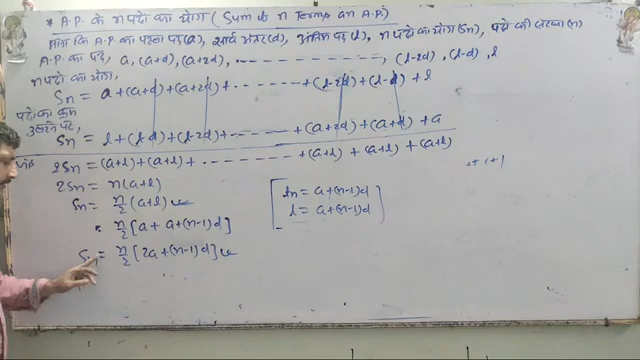 * A.P. के n पदो का योग ( Sum of n Terms an A.P.)
माना कि A.P. का पहला पद (a), सार्व अंतर (d), अंतिम पद (l), n पदो का योग (Sn), पदो की संख्या (n)
A.P. का पद, a, (a+d), (a+2d), - - - - - - - - - - - -, (l-2d), (l-d), l
n पदो का योग,
Sn = a + (a+d) + (a+2d) + - - - - - - + (l-2d) + (l-d) + l
पदो का क्रम
उलटने पर,
Sn = l + (l-d) + (l-2d) + - - - - - - + (a+2d) + (a+d) + a
2Sn = (a+l) + (a+l) + - - - - - - - - + (a+l) + (a+l) + (a+l)
2Sn = n(a+l)
Sn = n/2 (a+l)
= n/2 [a + a + (n-1)d]
Sn = n/2 [2a + (n-1)d]
[ tn = a + (n-1)d
l = a + (n-1)d ]